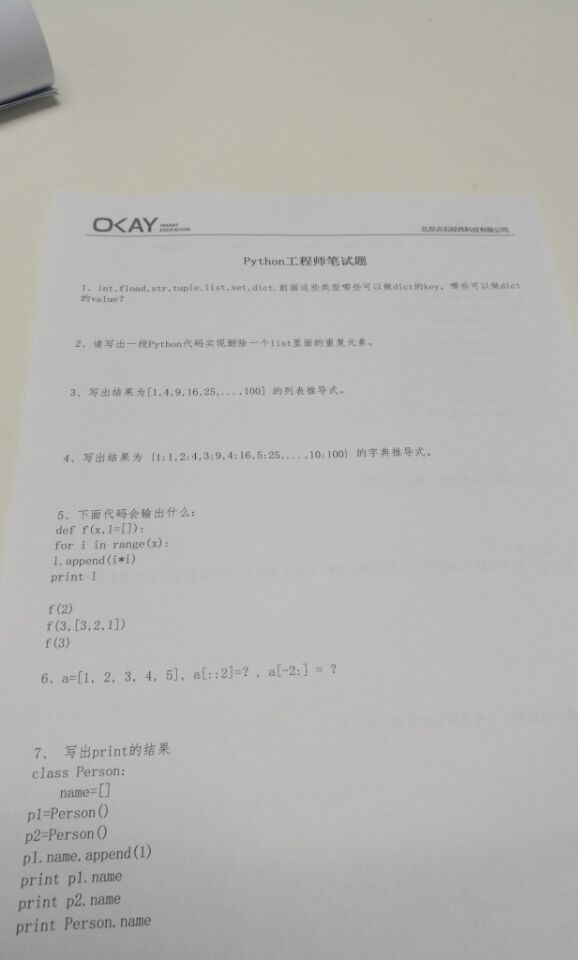 OKAY SMART
EDUCATION
北京点石经纬科技有限公司
Python工程师笔试题
1、int,fload,str,tuple,list,set,dict,前面这些类型哪些可以做dict的key，哪些可以做dict
的value？
2、请写出一段Python代码实现删除一个list里面的重复元素。
3、写出结果为[1,4,9,16,25,...,100] 的列表推导式。
4、写出结果为 {1:1,2:4,3:9,4:16,5:25,...,10:100} 的字典推导式。
5、下面代码会输出什么：
def f(x,l=[]):
for i in range(x):
l.append(i*i)
print l
f(2)
f(3,[3,2,1])
f(3)
6、a=[1, 2, 3, 4, 5], a[::2]=? , a[-2:] = ?
7、 写出print的结果
class Person:
name=[]
p1=Person()
p2=Person()
p1.name.append(1)
print p1.name
print p2.name
print Person.name